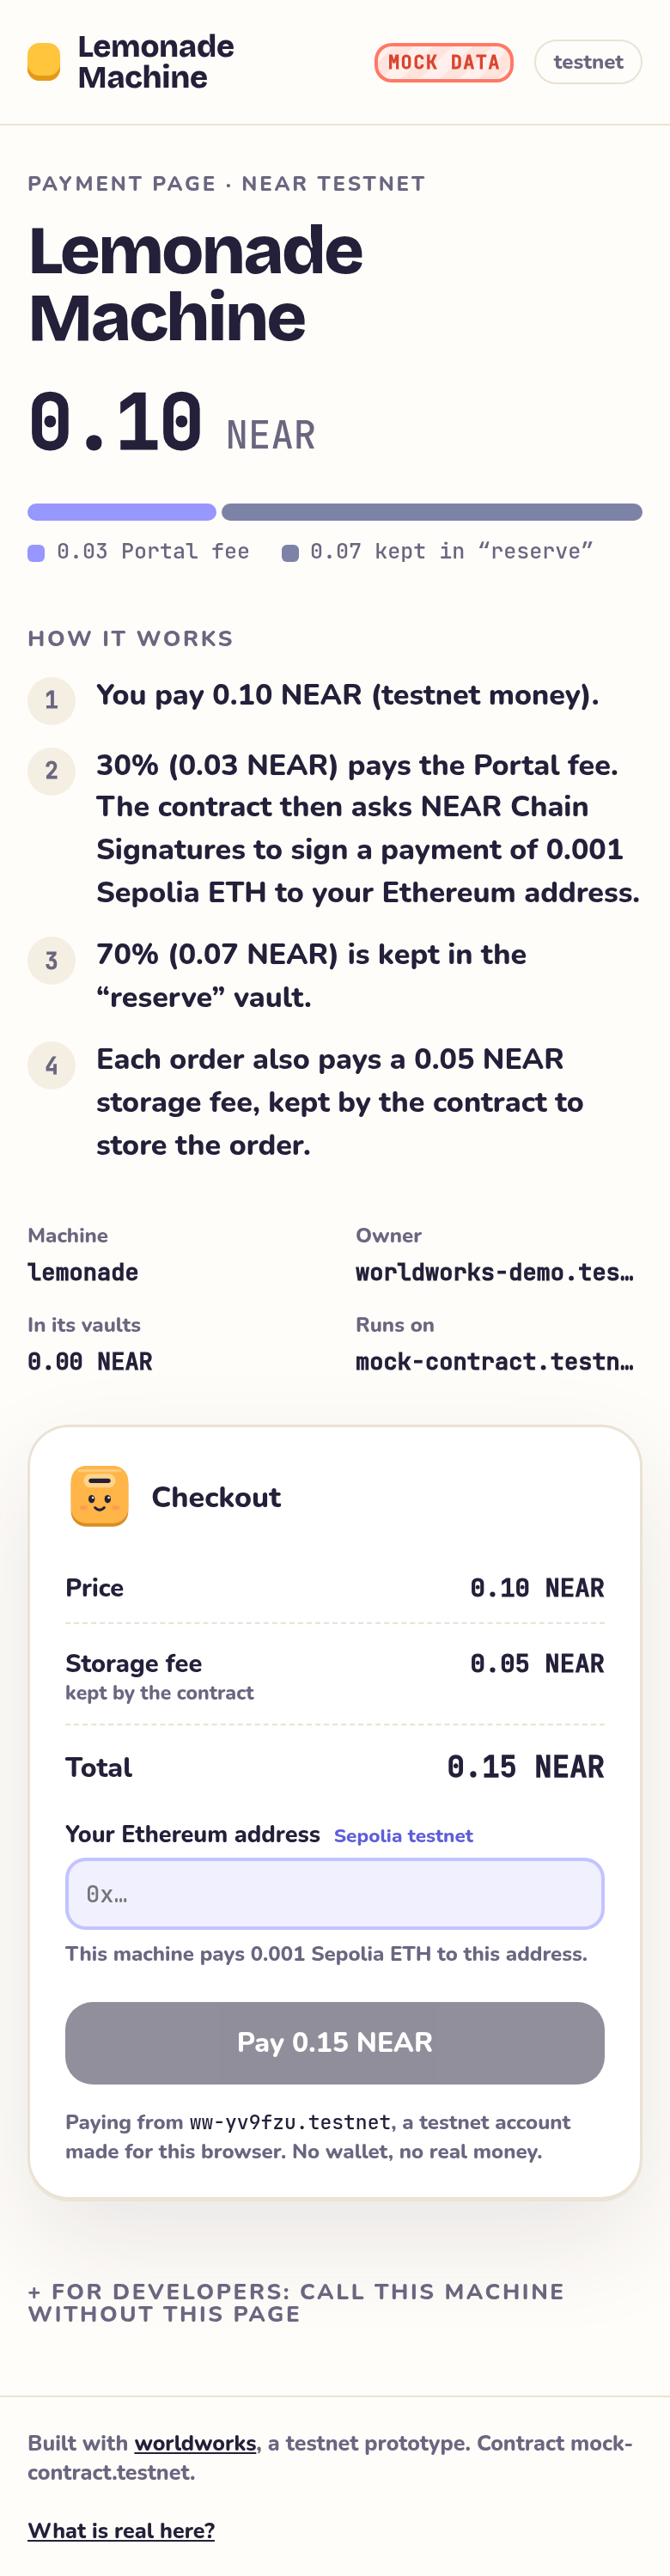 Lemonade
Machine
MOCK DATA
testnet
PAYMENT PAGE · NEAR TESTNET
Lemonade
Machine
0.10 NEAR
0.03 Portal fee
0.07 kept in “reserve”
HOW IT WORKS
1 You pay 0.10 NEAR (testnet money).
2 30% (0.03 NEAR) pays the Portal fee.
The contract then asks NEAR Chain
Signatures to sign a payment of 0.001
Sepolia ETH to your Ethereum address.
3 70% (0.07 NEAR) is kept in the
“reserve” vault.
4 Each order also pays a 0.05 NEAR
storage fee, kept by the contract to
store the order.
Machine
lemonade
Owner
worldworks-demo.tes…
In its vaults
0.00 NEAR
Runs on
mock-contract.testn…
Checkout
Price 0.10 NEAR
Storage fee 0.05 NEAR
kept by the contract
Total 0.15 NEAR
Your Ethereum address Sepolia testnet
0x…
This machine pays 0.001 Sepolia ETH to this address.
Pay 0.15 NEAR
Paying from ww-yv9fzu.testnet, a testnet account
made for this browser. No wallet, no real money.
+ FOR DEVELOPERS: CALL THIS MACHINE
WITHOUT THIS PAGE
Built with worldworks, a testnet prototype. Contract mock-
contract.testnet.
What is real here?